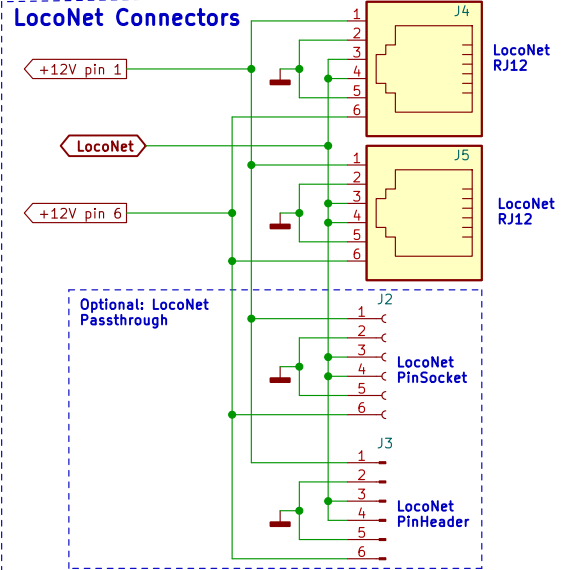 LocoNet Connectors
J4
1
2
3
4
5
6
LocoNet
RJ12
+12V pin 1
LocoNet
J5
1
2
3
4
5
6
LocoNet
RJ12
+12V pin 6
Optional: LocoNet
Passthrough
J2
1
2
3
4
5
6
LocoNet
PinSocket
J3
1
2
3
4
5
6
LocoNet
PinHeader